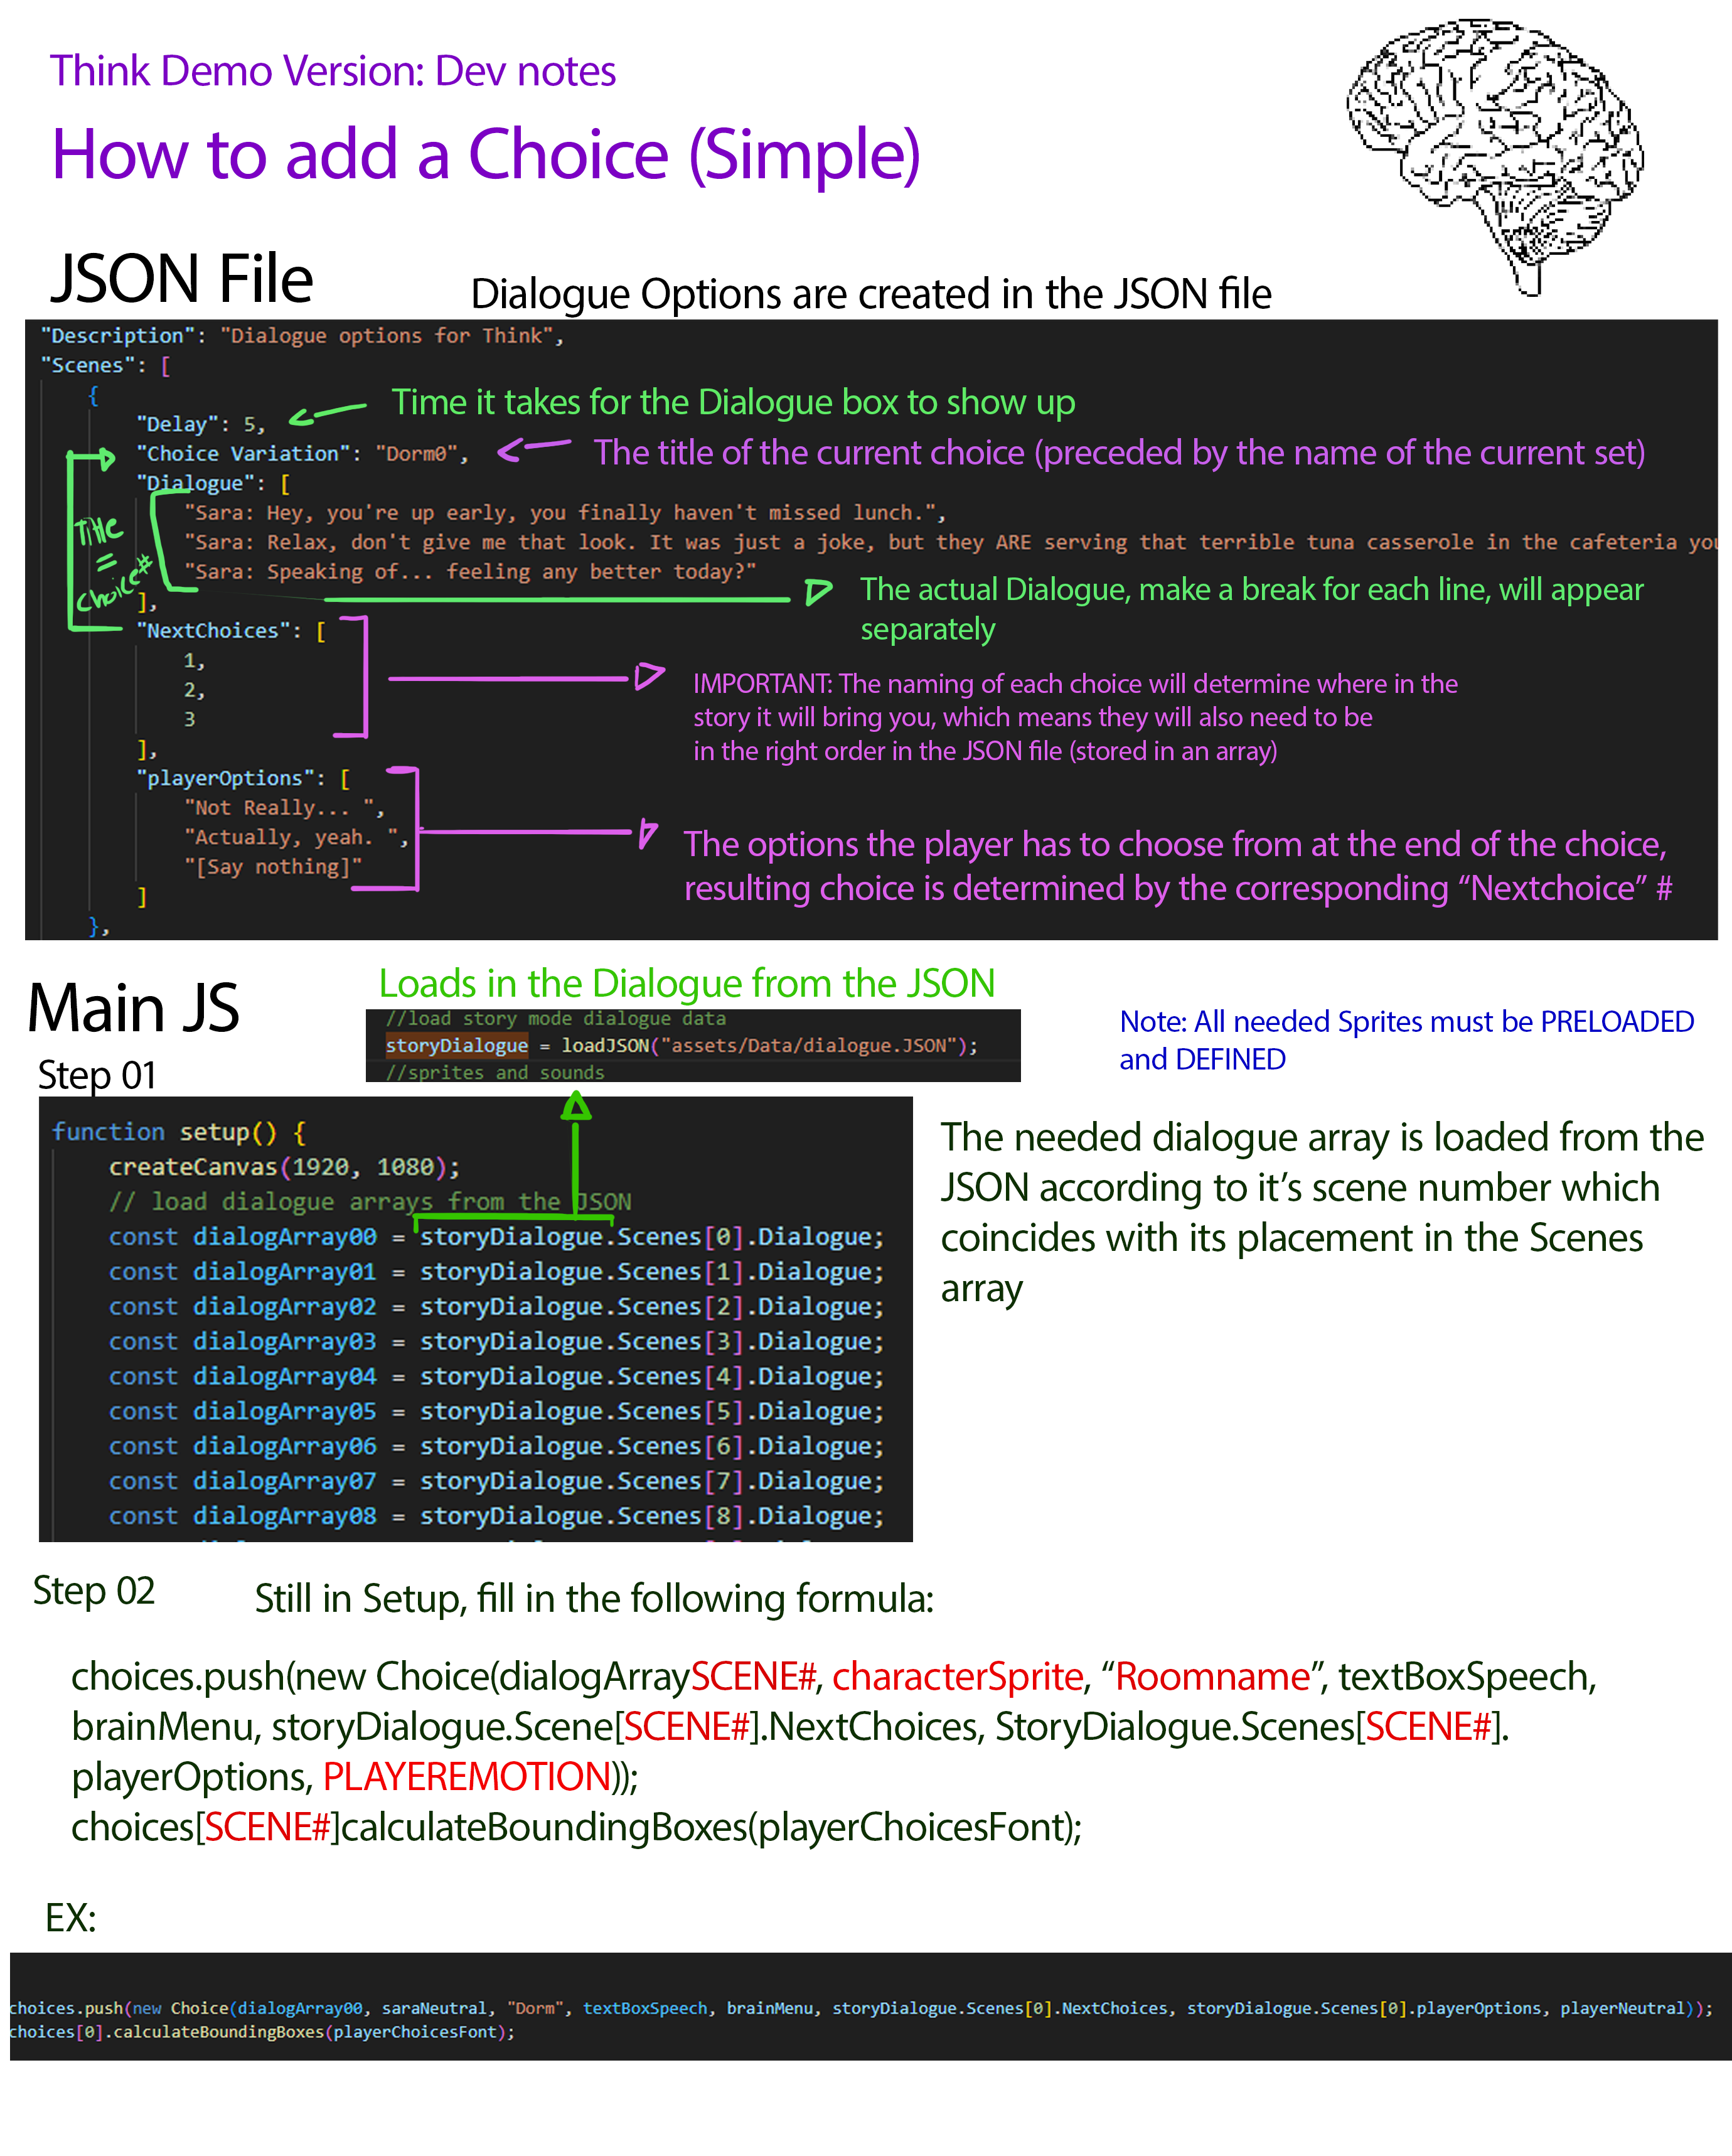 Think Demo Version: Dev notes
How to add a Choice (Simple)
JSON File
Dialogue Options are created in the JSON file
"Description": "Dialogue options for Think",
"Scenes": [
{
"Delay": 5,
Time it takes for the Dialogue box to show up
"Choice Variation": "Dorm0",
The title of the current choice (preceded by the name of the current set)
"Dialogue": [
"Sara: Hey, you're up early, you finally haven't missed lunch.",
"Sara: Relax, don't give me that look. It was just a joke, but they ARE serving that terrible tuna casserole in the cafeteria you
"Sara: Speaking of... feeling any better today?"
],
Title
=
Choice#
The actual Dialogue, make a break for each line, will appear
separately
"NextChoices": [
1,
2,
3
],
IMPORTANT: The naming of each choice will determine where in the
story it will bring you, which means they will also need to be
in the right order in the JSON file (stored in an array)
"playerOptions": [
"Not Really... ",
"Actually, yeah. ",
"[Say nothing]"
]
},
The options the player has to choose from at the end of the choice,
resulting choice is determined by the corresponding “Nextchoice” #
Main JS
Loads in the Dialogue from the JSON
//load story mode dialogue data
storyDialogue = loadJSON("assets/Data/dialogue.JSON");
//sprites and sounds
Note: All needed Sprites must be PRELOADED
and DEFINED
Step 01
function setup() {
createCanvas(1920, 1080);
// load dialogue arrays from the JSON
const dialogArray00 = storyDialogue.Scenes[0].Dialogue;
const dialogArray01 = storyDialogue.Scenes[1].Dialogue;
const dialogArray02 = storyDialogue.Scenes[2].Dialogue;
const dialogArray03 = storyDialogue.Scenes[3].Dialogue;
const dialogArray04 = storyDialogue.Scenes[4].Dialogue;
const dialogArray05 = storyDialogue.Scenes[5].Dialogue;
const dialogArray06 = storyDialogue.Scenes[6].Dialogue;
const dialogArray07 = storyDialogue.Scenes[7].Dialogue;
const dialogArray08 = storyDialogue.Scenes[8].Dialogue;
The needed dialogue array is loaded from the
JSON according to it’s scene number which
coincides with its placement in the Scenes
array
Step 02
Still in Setup, fill in the following formula:
choices.push(new Choice(dialogArraySCENE#, characterSprite, “Roomname”, textBoxSpeech,
brainMenu, storyDialogue.Scene[SCENE#].NextChoices, StoryDialogue.Scenes[SCENE#].
playerOptions, PLAYEREMOTION));
choices[SCENE#]calculateBoundingBoxes(playerChoicesFont);
EX:
choices.push(new Choice(dialogArray00, saraNeutral, "Dorm", textBoxSpeech, brainMenu, storyDialogue.Scenes[0].NextChoices, storyDialogue.Scenes[0].playerOptions, playerNeutral));
choices[0].calculateBoundingBoxes(playerChoicesFont);